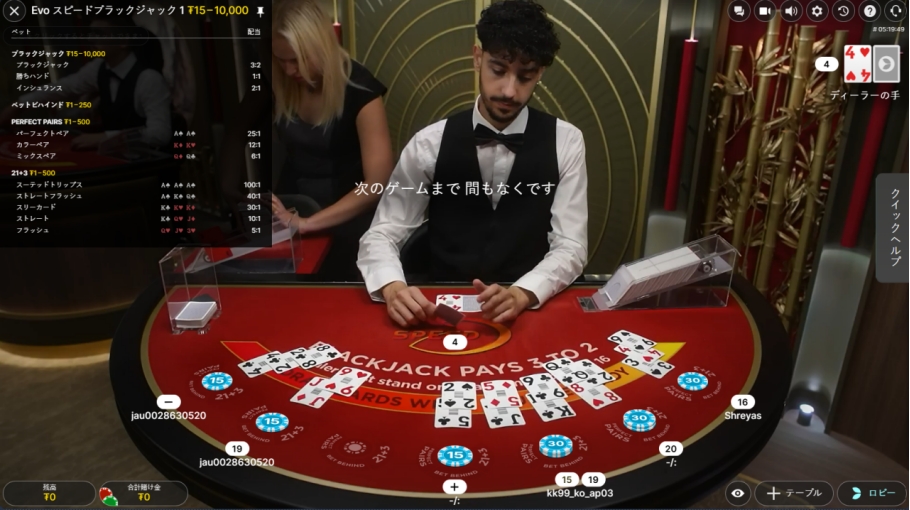 Evo スピードブラックジャック 1 ₮15–10,000
# 05:19:49
ベット 配当
ブラックジャック ₮15–10,000
ブラックジャック 3:2
勝ちハンド 1:1
インシュランス 2:1
ベットビハインド ₮1–250
PERFECT PAIRS ₮1–500
パーフェクトペア A♠ A♠ 25:1
カラーペア 12:1
ミックスペア 6:1
21+3 ₮1–500
スーテッドトリップス A♠ A♠ A♠ 100:1
ストレートフラッシュ 40:1
スリーカード 30:1
ストレート 10:1
フラッシュ 5:1
4
ディーラーの手
次のゲームまで 間もなくです
クイックヘルプ
4
BLACKJACK PAYS 3 TO 2
15
15
15
30
30
30
−
jau0028630520
19
jau0028630520
+
-/:
15 19
kk99_ko_ap03
20
-/:
16
Shreyas
残高
₮0
合計賭け金
₮0
テーブル
ロビー